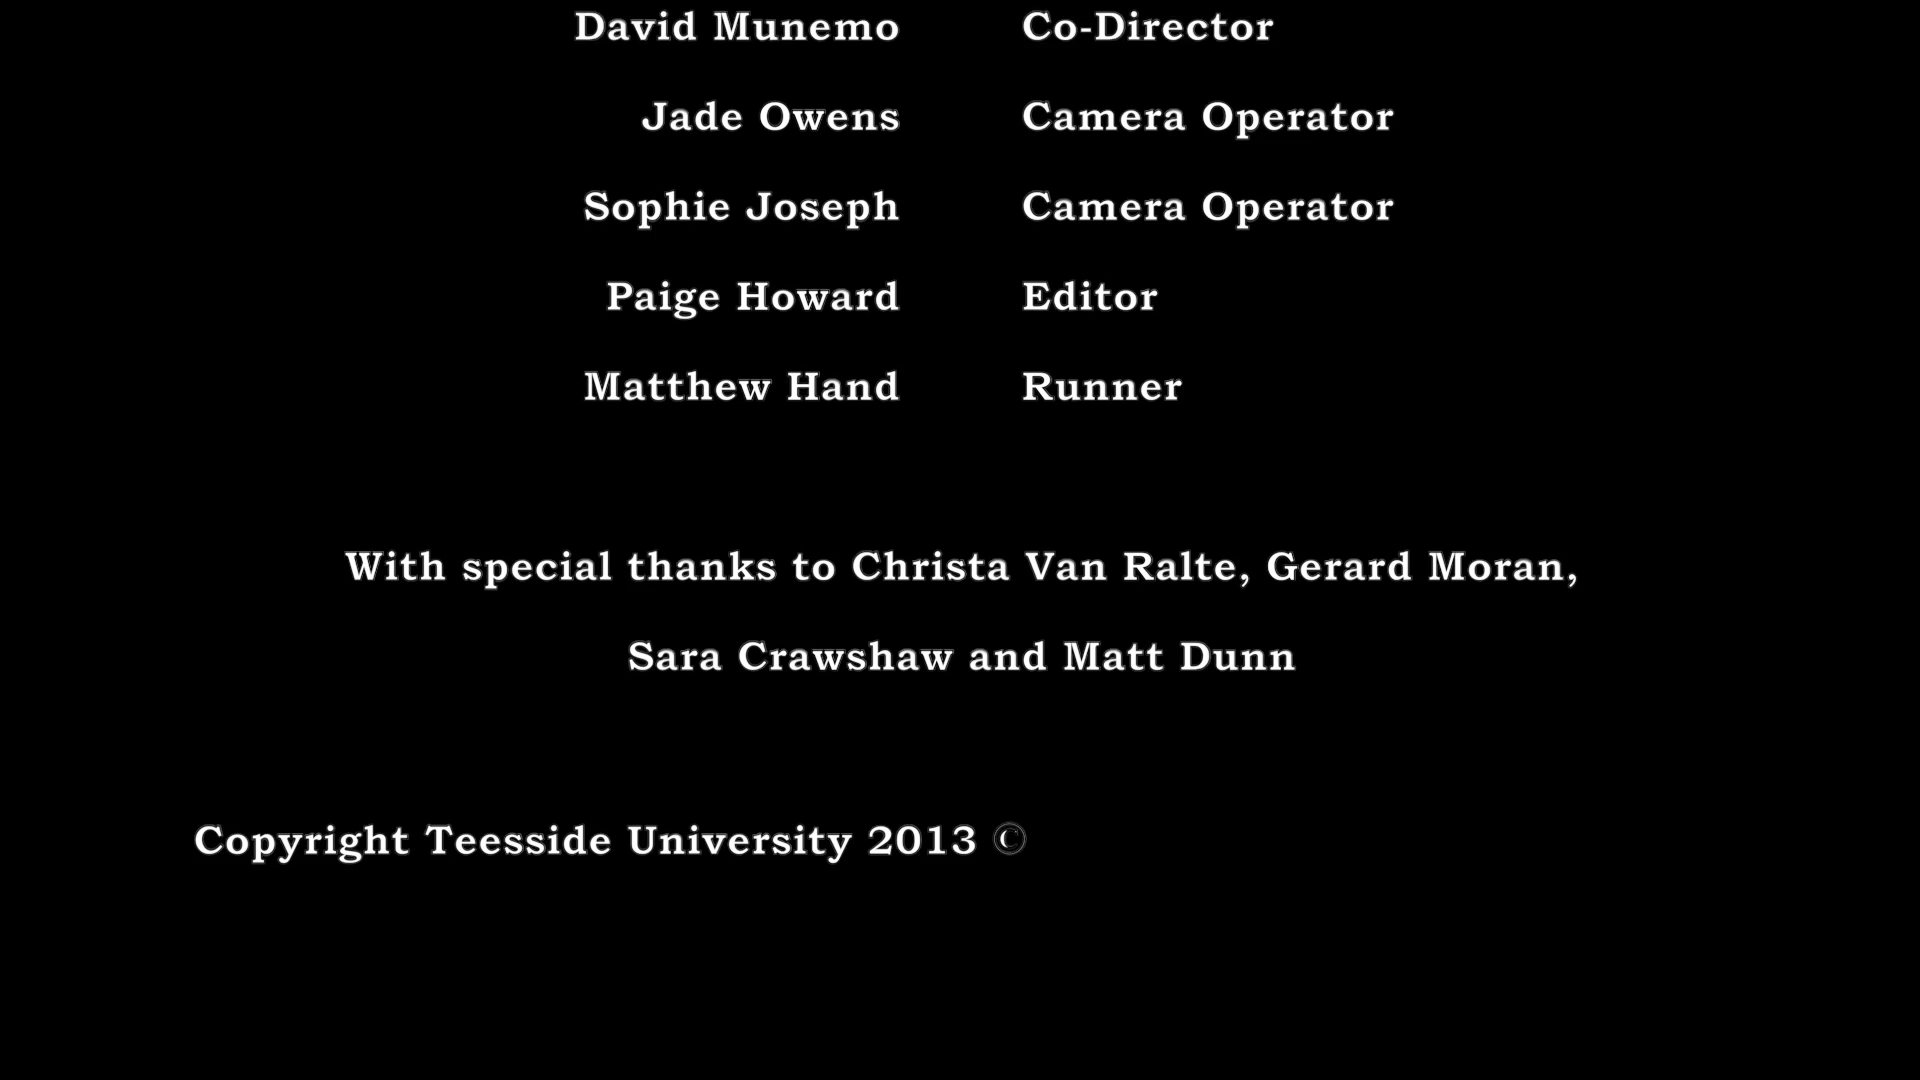 David Munemo Co-Director
Jade Owens Camera Operator
Sophie Joseph Camera Operator
Paige Howard Editor
Matthew Hand Runner
With special thanks to Christa Van Ralte, Gerard Moran,
Sara Crawshaw and Matt Dunn
Copyright Teesside University 2013 ©